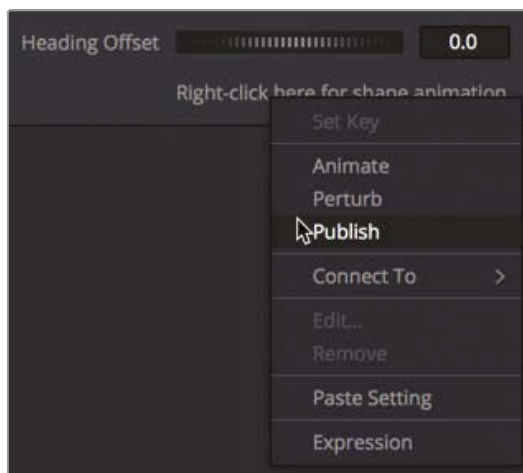 Heading Offset 0.0
Right-click here for shape animation
Set Key
Animate
Perturb
Publish
Connect To >
Edit...
Remove
Paste Setting
Expression